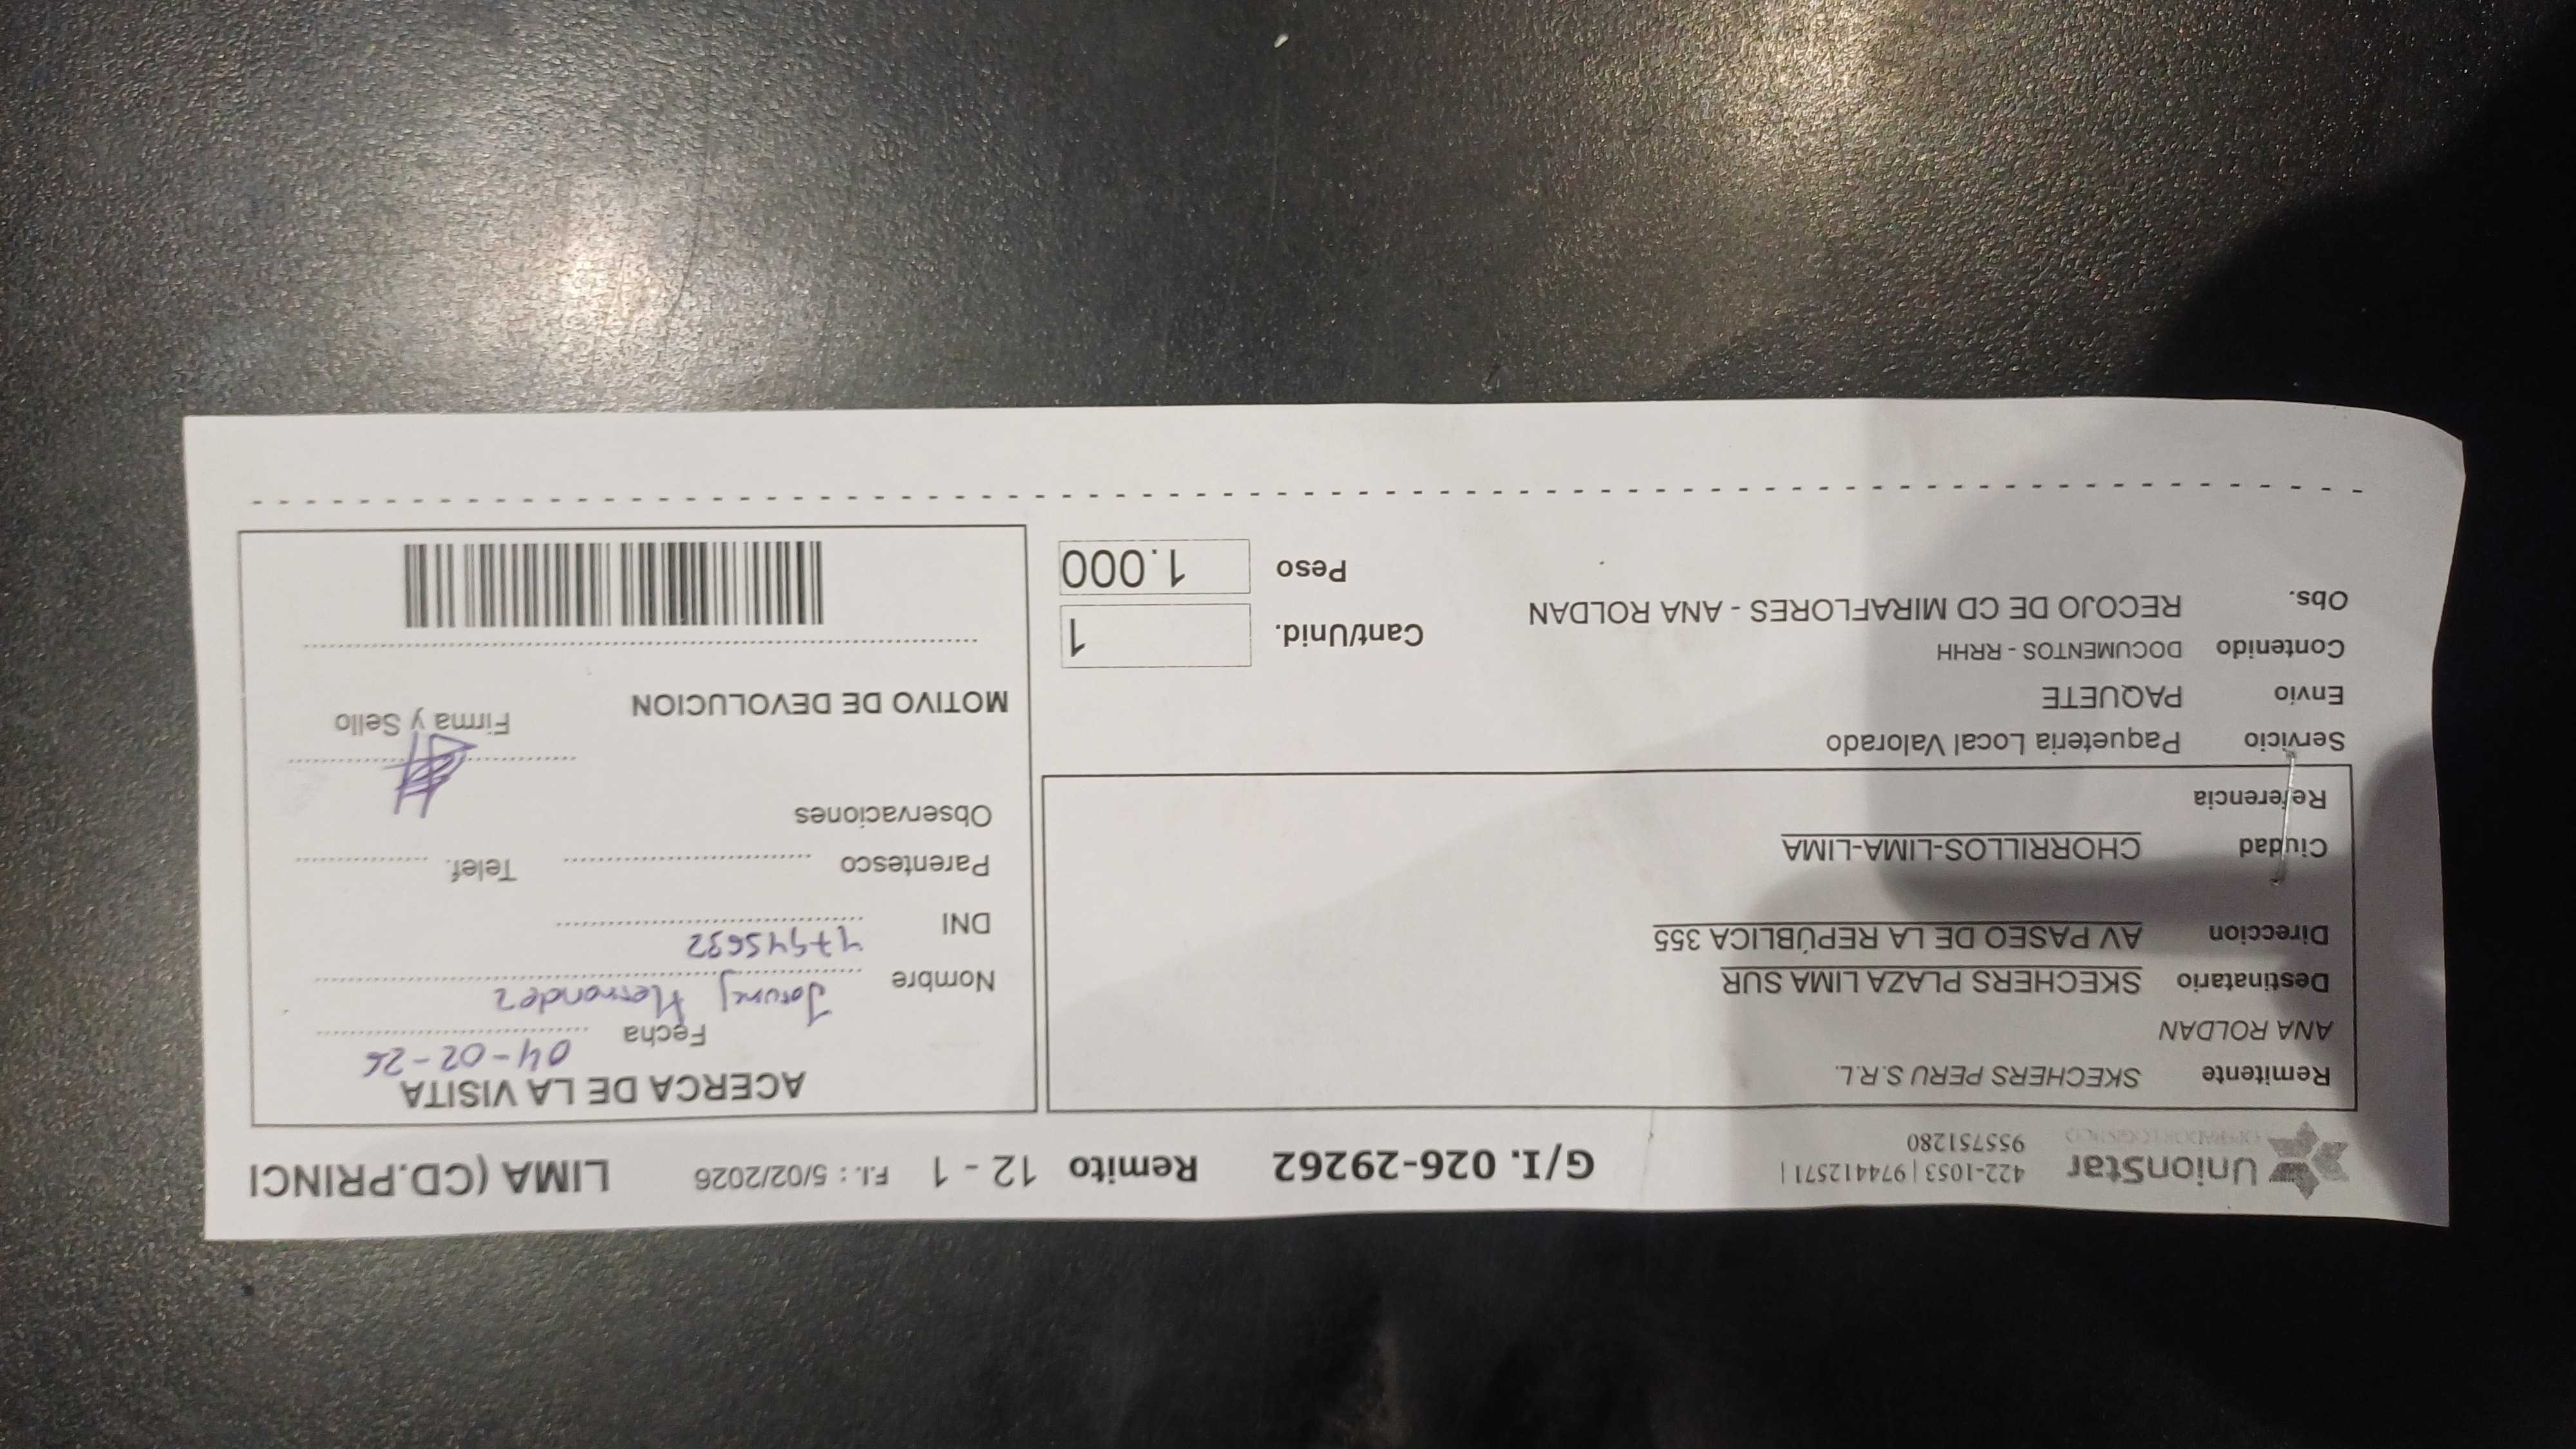 UnionStar
OPERADOR LOGISTICO
422-1053 | 974412571 |
955751280
G/I. 026-29262
Remito 12 - 1
F.I. : 5/02/2026
LIMA (CD.PRINCI
Remitente SKECHERS PERU S.R.L.
ANA ROLDAN
Destinatario SKECHERS PLAZA LIMA SUR
Direccion AV PASEO DE LA REPÚBLICA 355
Ciudad CHORRILLOS-LIMA-LIMA
Referencia
Servicio Paqueteria Local Valorado
Envio PAQUETE
Contenido DOCUMENTOS - RRHH
Obs. RECOJO DE CD MIRAFLORES - ANA ROLDAN
Cant/Unid. 1
Peso 1.000
ACERCA DE LA VISITA
Fecha 04-02-26
Nombre Hernandez
DNI
Parentesco Telef.
Observaciones
Firma y Sello
MOTIVO DE DEVOLUCION